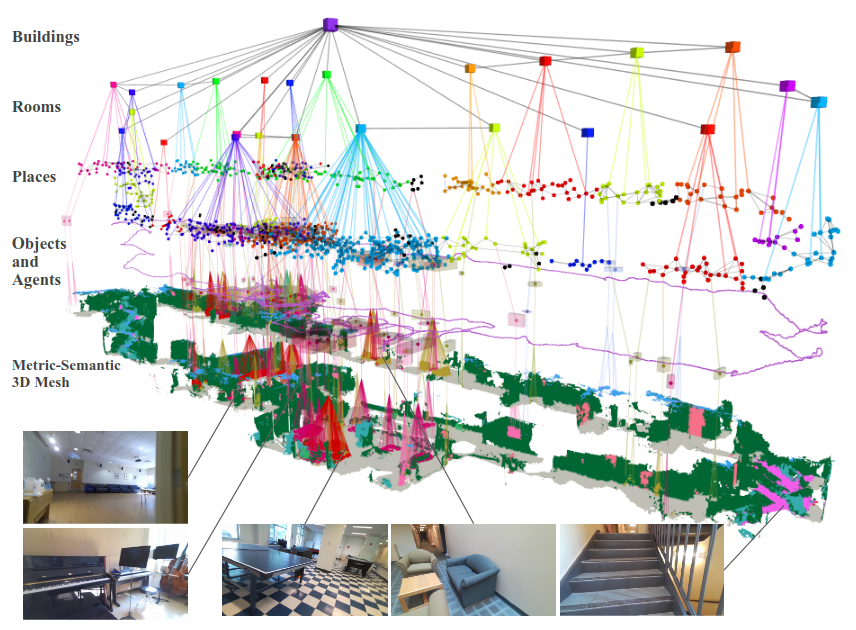 Buildings
Rooms
Places
Objects
and
Agents
Metric-Semantic
3D Mesh